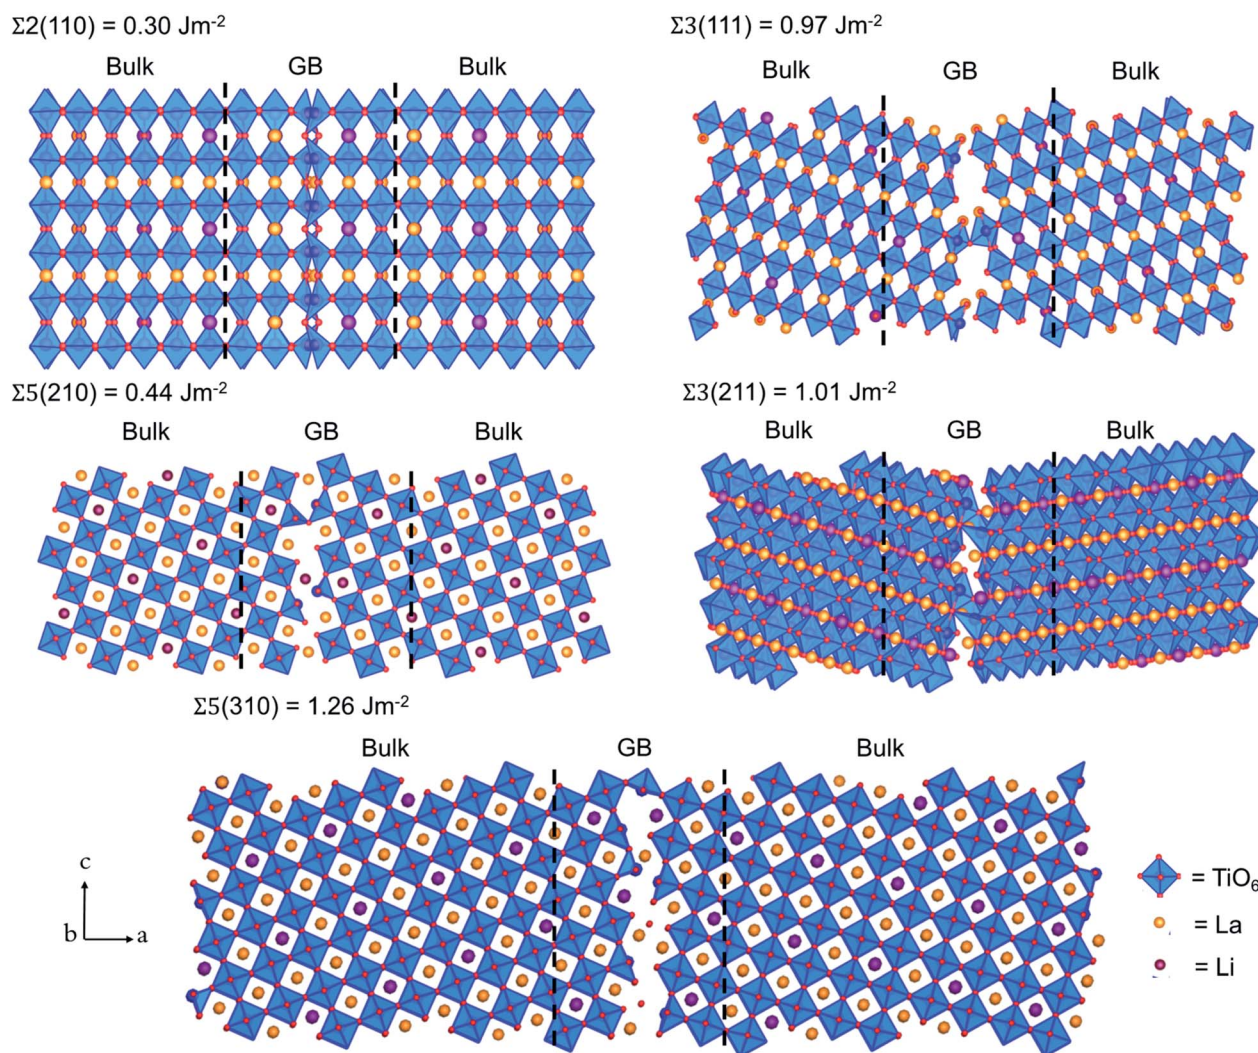 Σ2(110) = 0.30 Jm⁻²
Σ3(111) = 0.97 Jm⁻²
Bulk GB Bulk
Bulk GB Bulk
Σ5(210) = 0.44 Jm⁻²
Σ3(211) = 1.01 Jm⁻²
Bulk GB Bulk
Bulk GB Bulk
Σ5(310) = 1.26 Jm⁻²
Bulk GB Bulk
c
b a
= TiO₆
= La
= Li